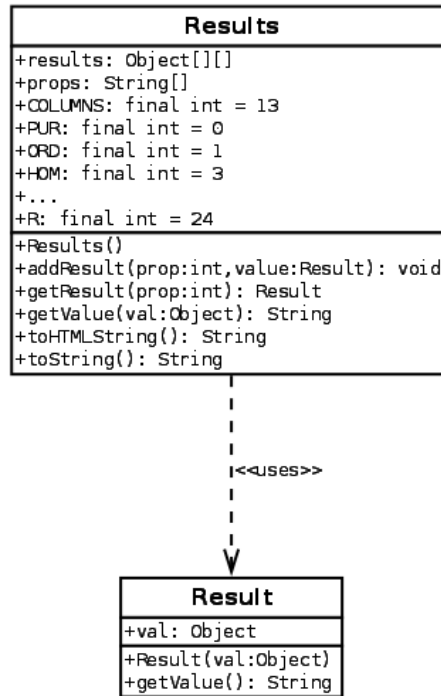 Results
+results: Object[][]
+props: String[]
+COLUMNS: final int = 13
+PUR: final int = 0
+ORD: final int = 1
+HOM: final int = 3
+...
+R: final int = 24
+Results()
+addResult(prop:int,value:Result): void
+getResult(prop:int): Result
+getValue(val:Object): String
+toHTMLString(): String
+toString(): String
<<uses>>
Result
+val: Object
+Result(val:Object)
+getValue(): String